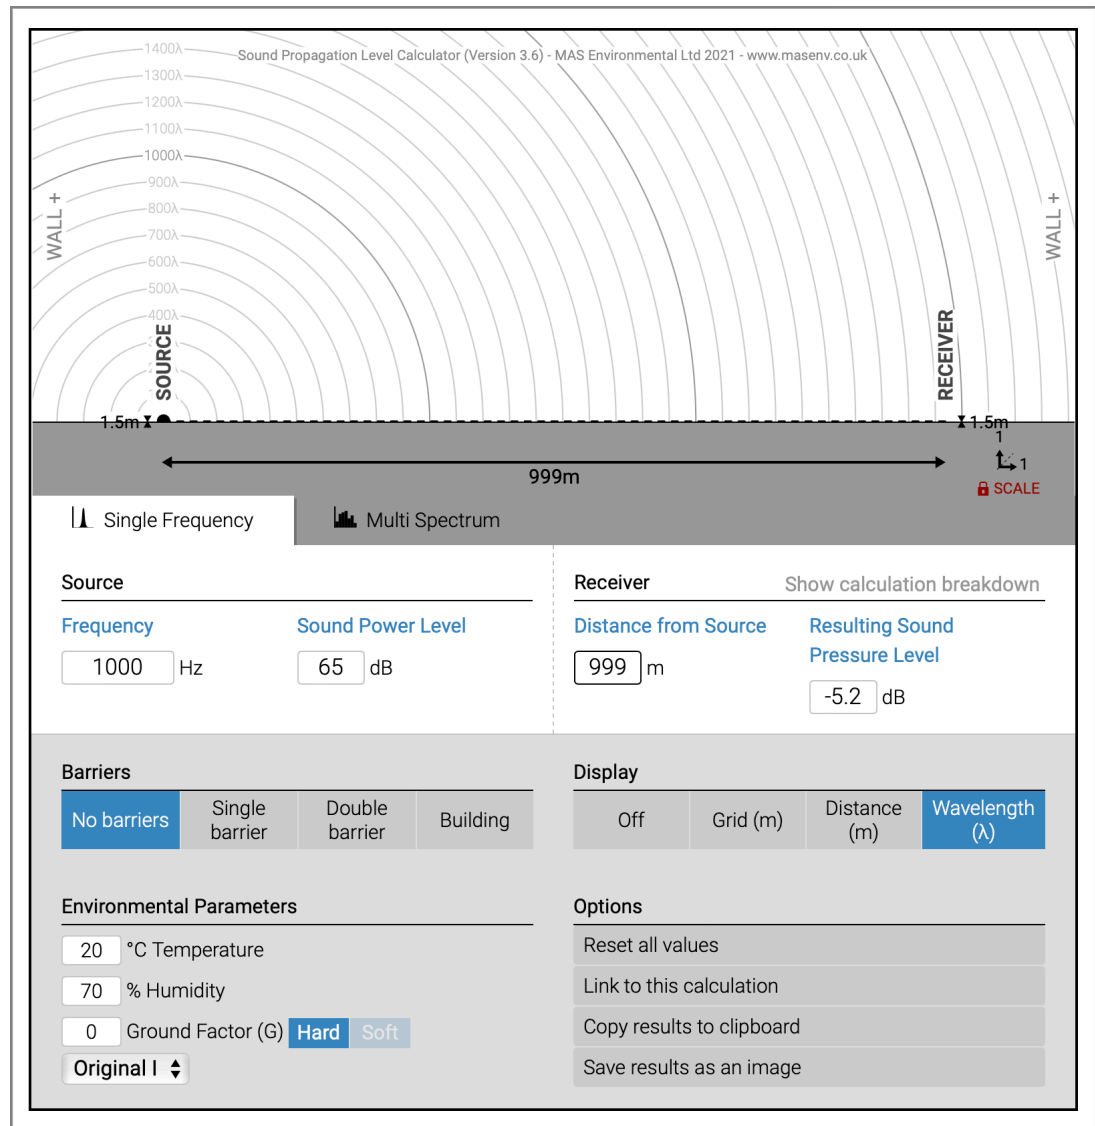 1400λ
Sound Propagation Level Calculator (Version 3.6) - MAS Environmental Ltd 2021 - www.masenv.co.uk
1300λ
1200λ
1100λ
1000λ
900λ
800λ
700λ
600λ
500λ
400λ
WALL +
WALL +
SOURCE
RECEIVER
1.5m
1.5m
1
1
999m
SCALE
Single Frequency
Multi Spectrum
Source
Receiver
Show calculation breakdown
Frequency
Sound Power Level
Distance from Source
Resulting Sound
Pressure Level
1000 Hz
65 dB
999 m
-5.2 dB
Barriers
Display
No barriers
Single
barrier
Double
barrier
Building
Off
Grid (m)
Distance
(m)
Wavelength
(λ)
Environmental Parameters
Options
20 °C Temperature
Reset all values
70 % Humidity
Link to this calculation
0 Ground Factor (G) Hard Soft
Copy results to clipboard
Original I
Save results as an image